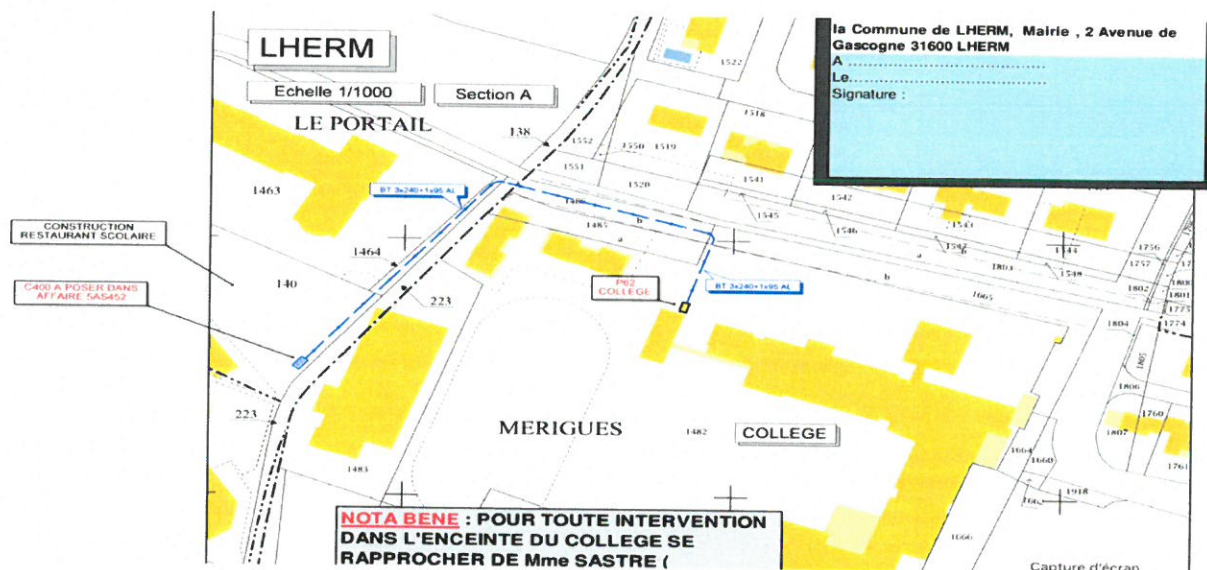 LHERM
Echelle 1/1000
Section A
LE PORTAIL
la Commune de LHERM, Mairie , 2 Avenue de
Gascogne 31600 LHERM
A
Le
Signature :
1522
1518
138
1552
1550
1519
1551
1520
1541
1542
1463
BT 3x240+1x95 AL
1486
b
1485
a
1545
1546
1543
1547
1544
1548
1756
1757
CONSTRUCTION
RESTAURANT SCOLAIRE
1464
140
C400 A POSER DANS
AFFAIRE 5AS452
223
P62
COLLEGE
BT 3x240+1x95 AL
a
b
1803
1665
1802
1801
1804
1774
1805
1806
223
MERIGUES
1482
COLLEGE
1807
1760
1761
1483
1664
1660
1918
1666
NOTA BENE : POUR TOUTE INTERVENTION
DANS L'ENCEINTE DU COLLEGE SE
RAPPROCHER DE Mme SASTRE (
Capture d'écran